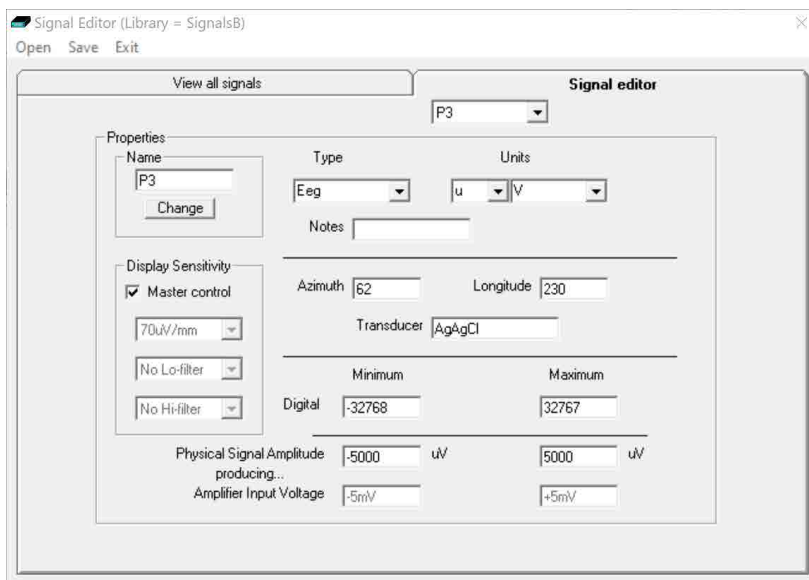 Signal Editor (Library = SignalsB)
Open Save Exit
View all signals Signal editor
P3
Properties
Name Type Units
P3
Eeg u V
Change
Notes
Display Sensitivity
Master control
Azimuth 62 Longitude 230
70uV/mm
Transducer AgAgCl
No Lo-filter
Minimum Maximum
No Hi-filter
Digital -32768 32767
Physical Signal Amplitude -5000 uV 5000 uV
producing...
Amplifier Input Voltage -5mV +5mV